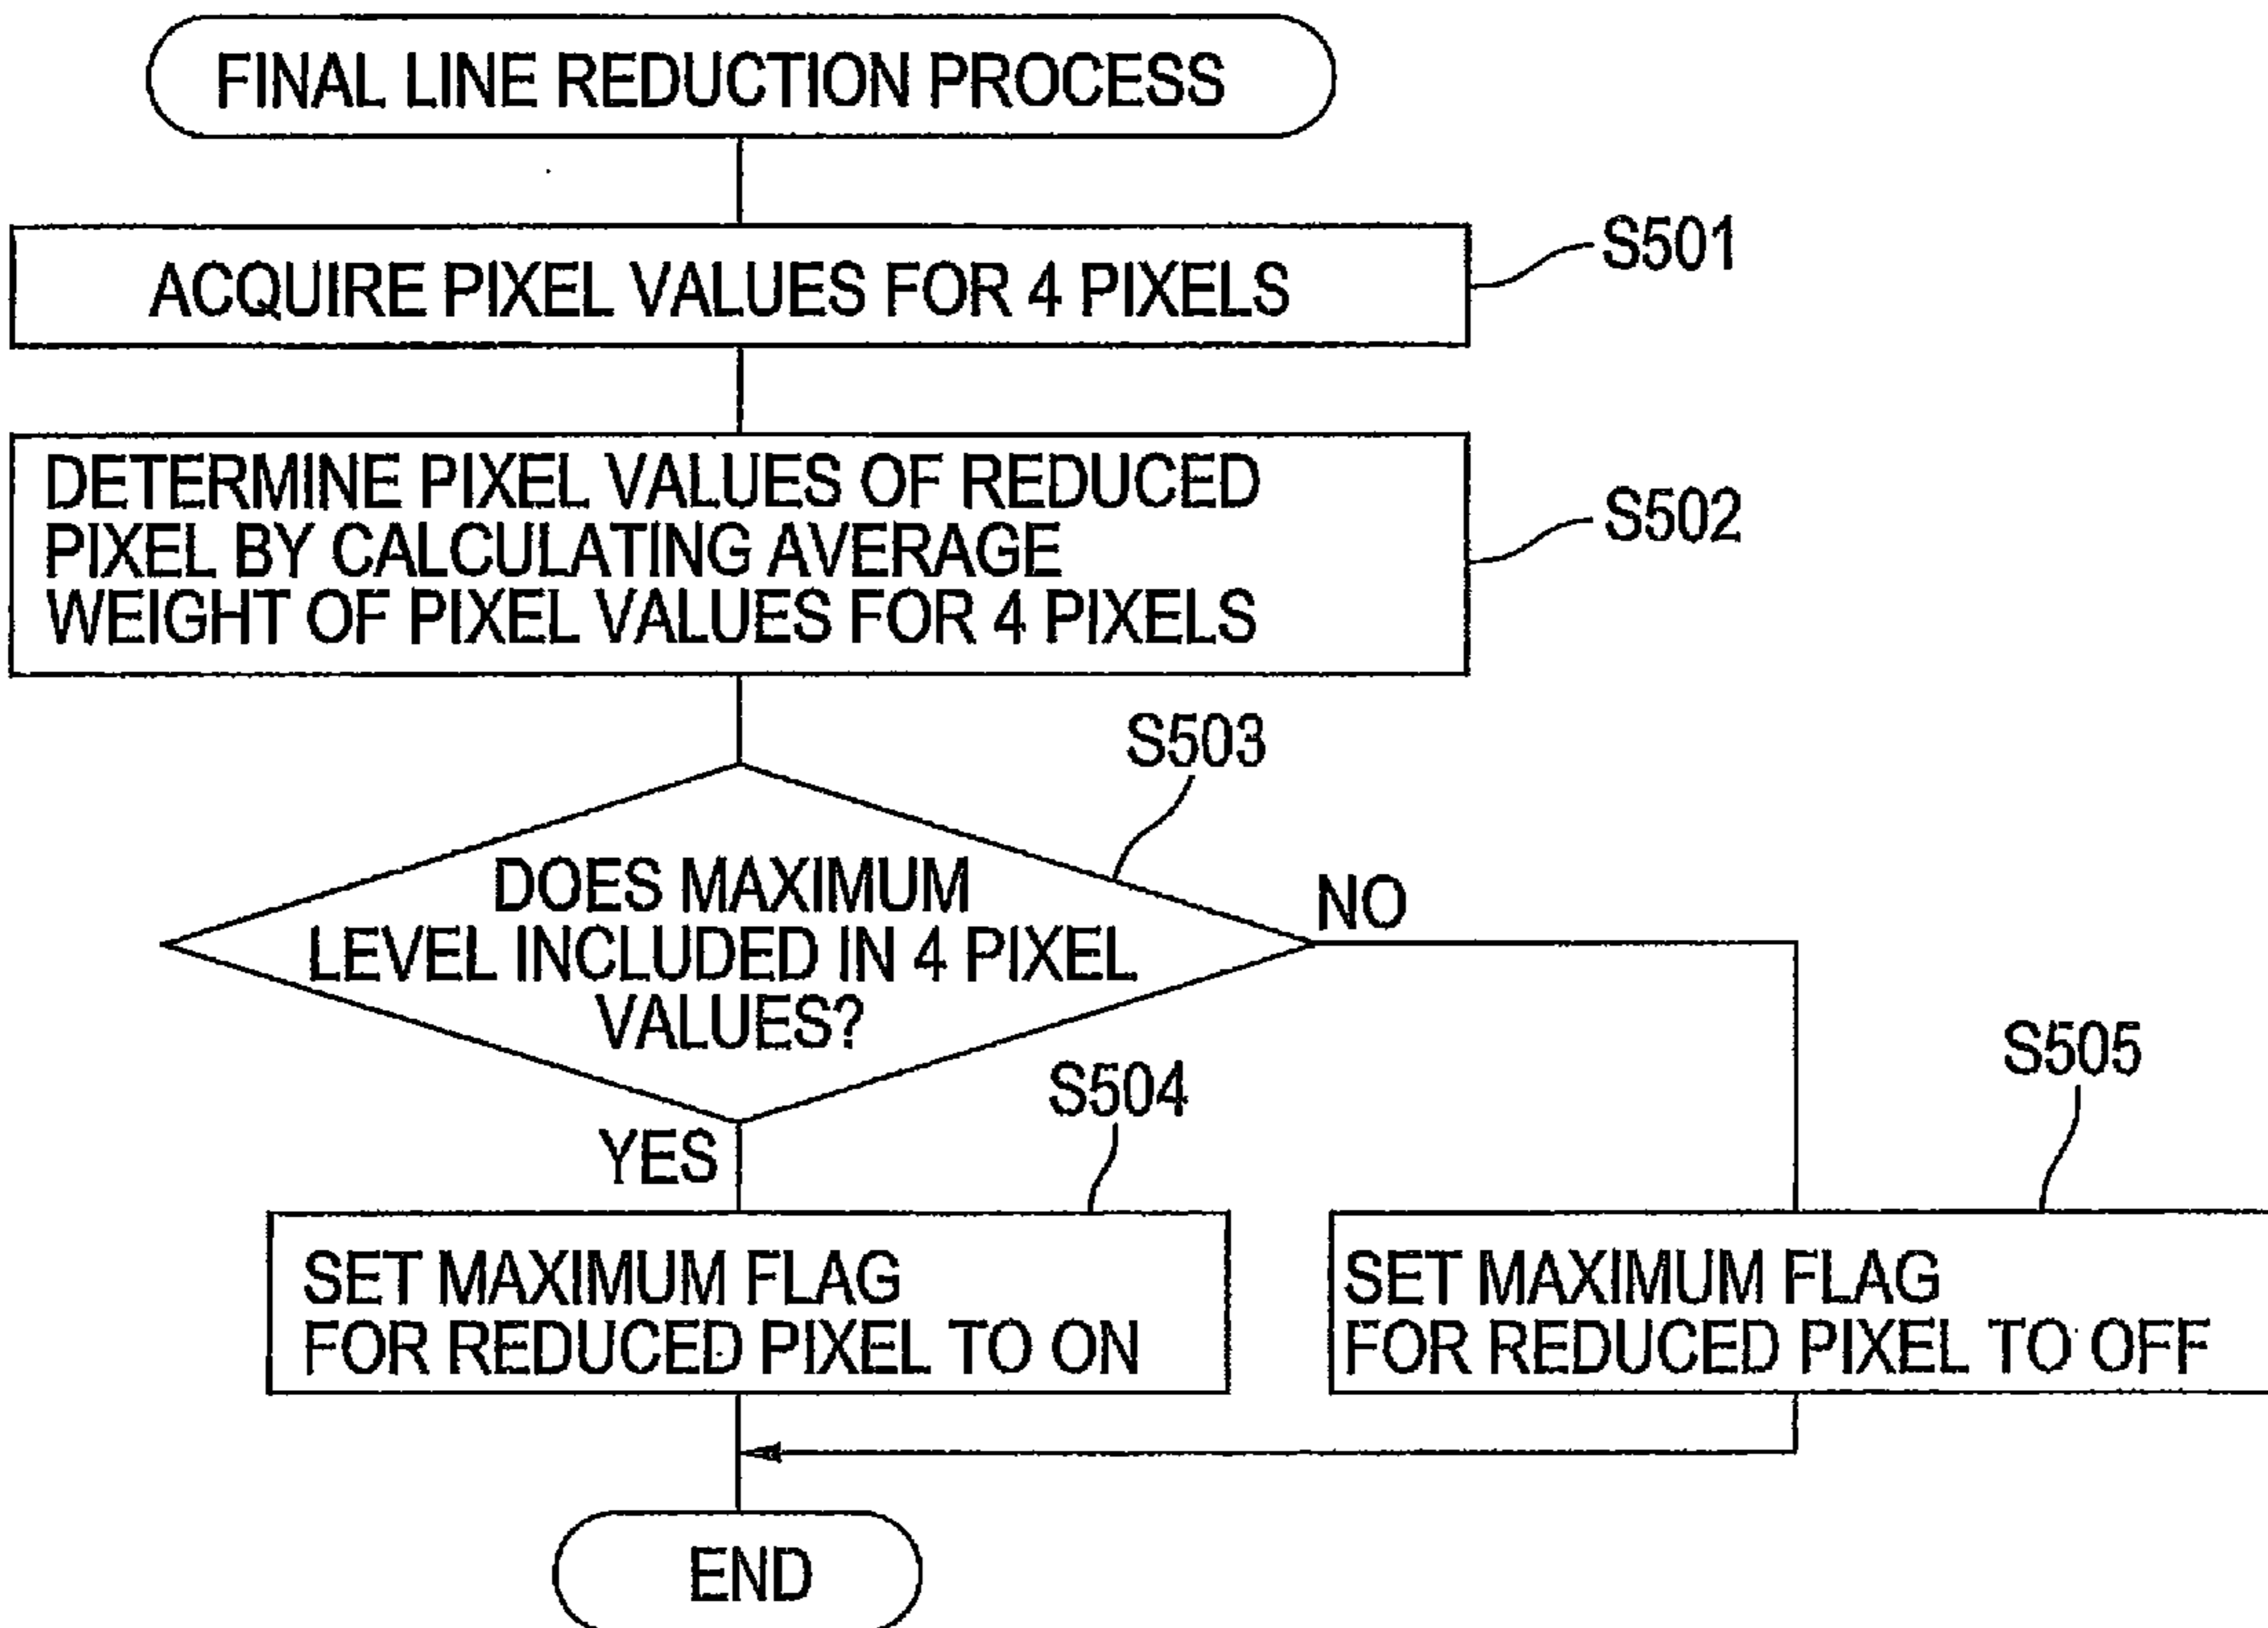 FINAL LINE REDUCTION PROCESS
ACQUIRE PIXEL VALUES FOR 4 PIXELS
S501
DETERMINE PIXEL VALUES OF REDUCED
PIXEL BY CALCULATING AVERAGE
WEIGHT OF PIXEL VALUES FOR 4 PIXELS
S502
S503
DOES MAXIMUM
LEVEL INCLUDED IN 4 PIXEL
VALUES?
NO
YES
S504
S505
SET MAXIMUM FLAG
FOR REDUCED PIXEL TO ON
SET MAXIMUM FLAG
FOR REDUCED PIXEL TO OFF
END